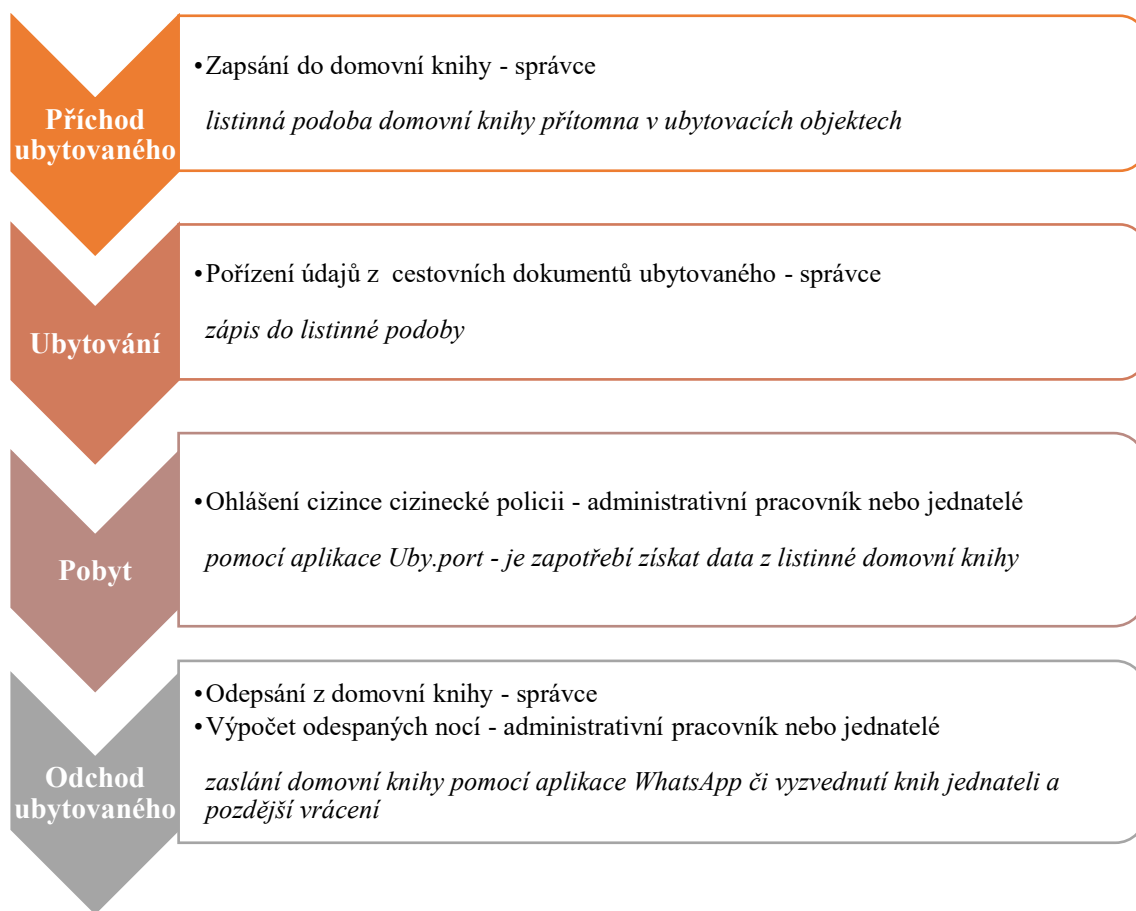 Příchod
ubytovaného
•Zapsání do domovní knihy - správce
listinná podoba domovní knihy přítomna v ubytovacích objektech
Ubytování
•Pořízení údajů z cestovních dokumentů ubytovaného - správce
zápis do listinné podoby
Pobyt
•Ohlášení cizince cizinecké policii - administrativní pracovník nebo jednatelé
pomocí aplikace Uby.port - je zapotřebí získat data z listinné domovní knihy
Odchod
ubytovaného
•Odepsání z domovní knihy - správce
•Výpočet odespaných nocí - administrativní pracovník nebo jednatelé
zaslání domovní knihy pomocí aplikace WhatsApp či vyzvednutí knih jednateli a
pozdější vrácení